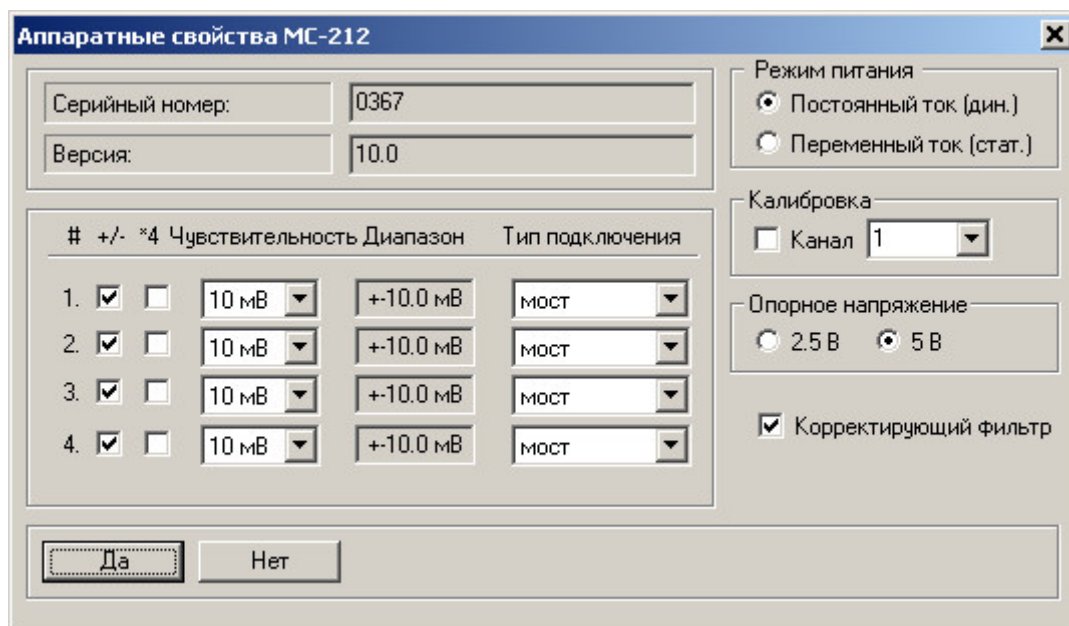 Аппаратные свойства МС-212
Серийный номер: 0367
Версия: 10.0
# +/- *4 Чувствительность Диапазон Тип подключения
1. 10 мВ +-10.0 мВ мост
2. 10 мВ +-10.0 мВ мост
3. 10 мВ +-10.0 мВ мост
4. 10 мВ +-10.0 мВ мост
Режим питания
Постоянный ток (дин.)
Переменный ток (стат.)
Калибровка
Канал 1
Опорное напряжение
2.5 В 5 В
Корректирующий фильтр
Да Нет